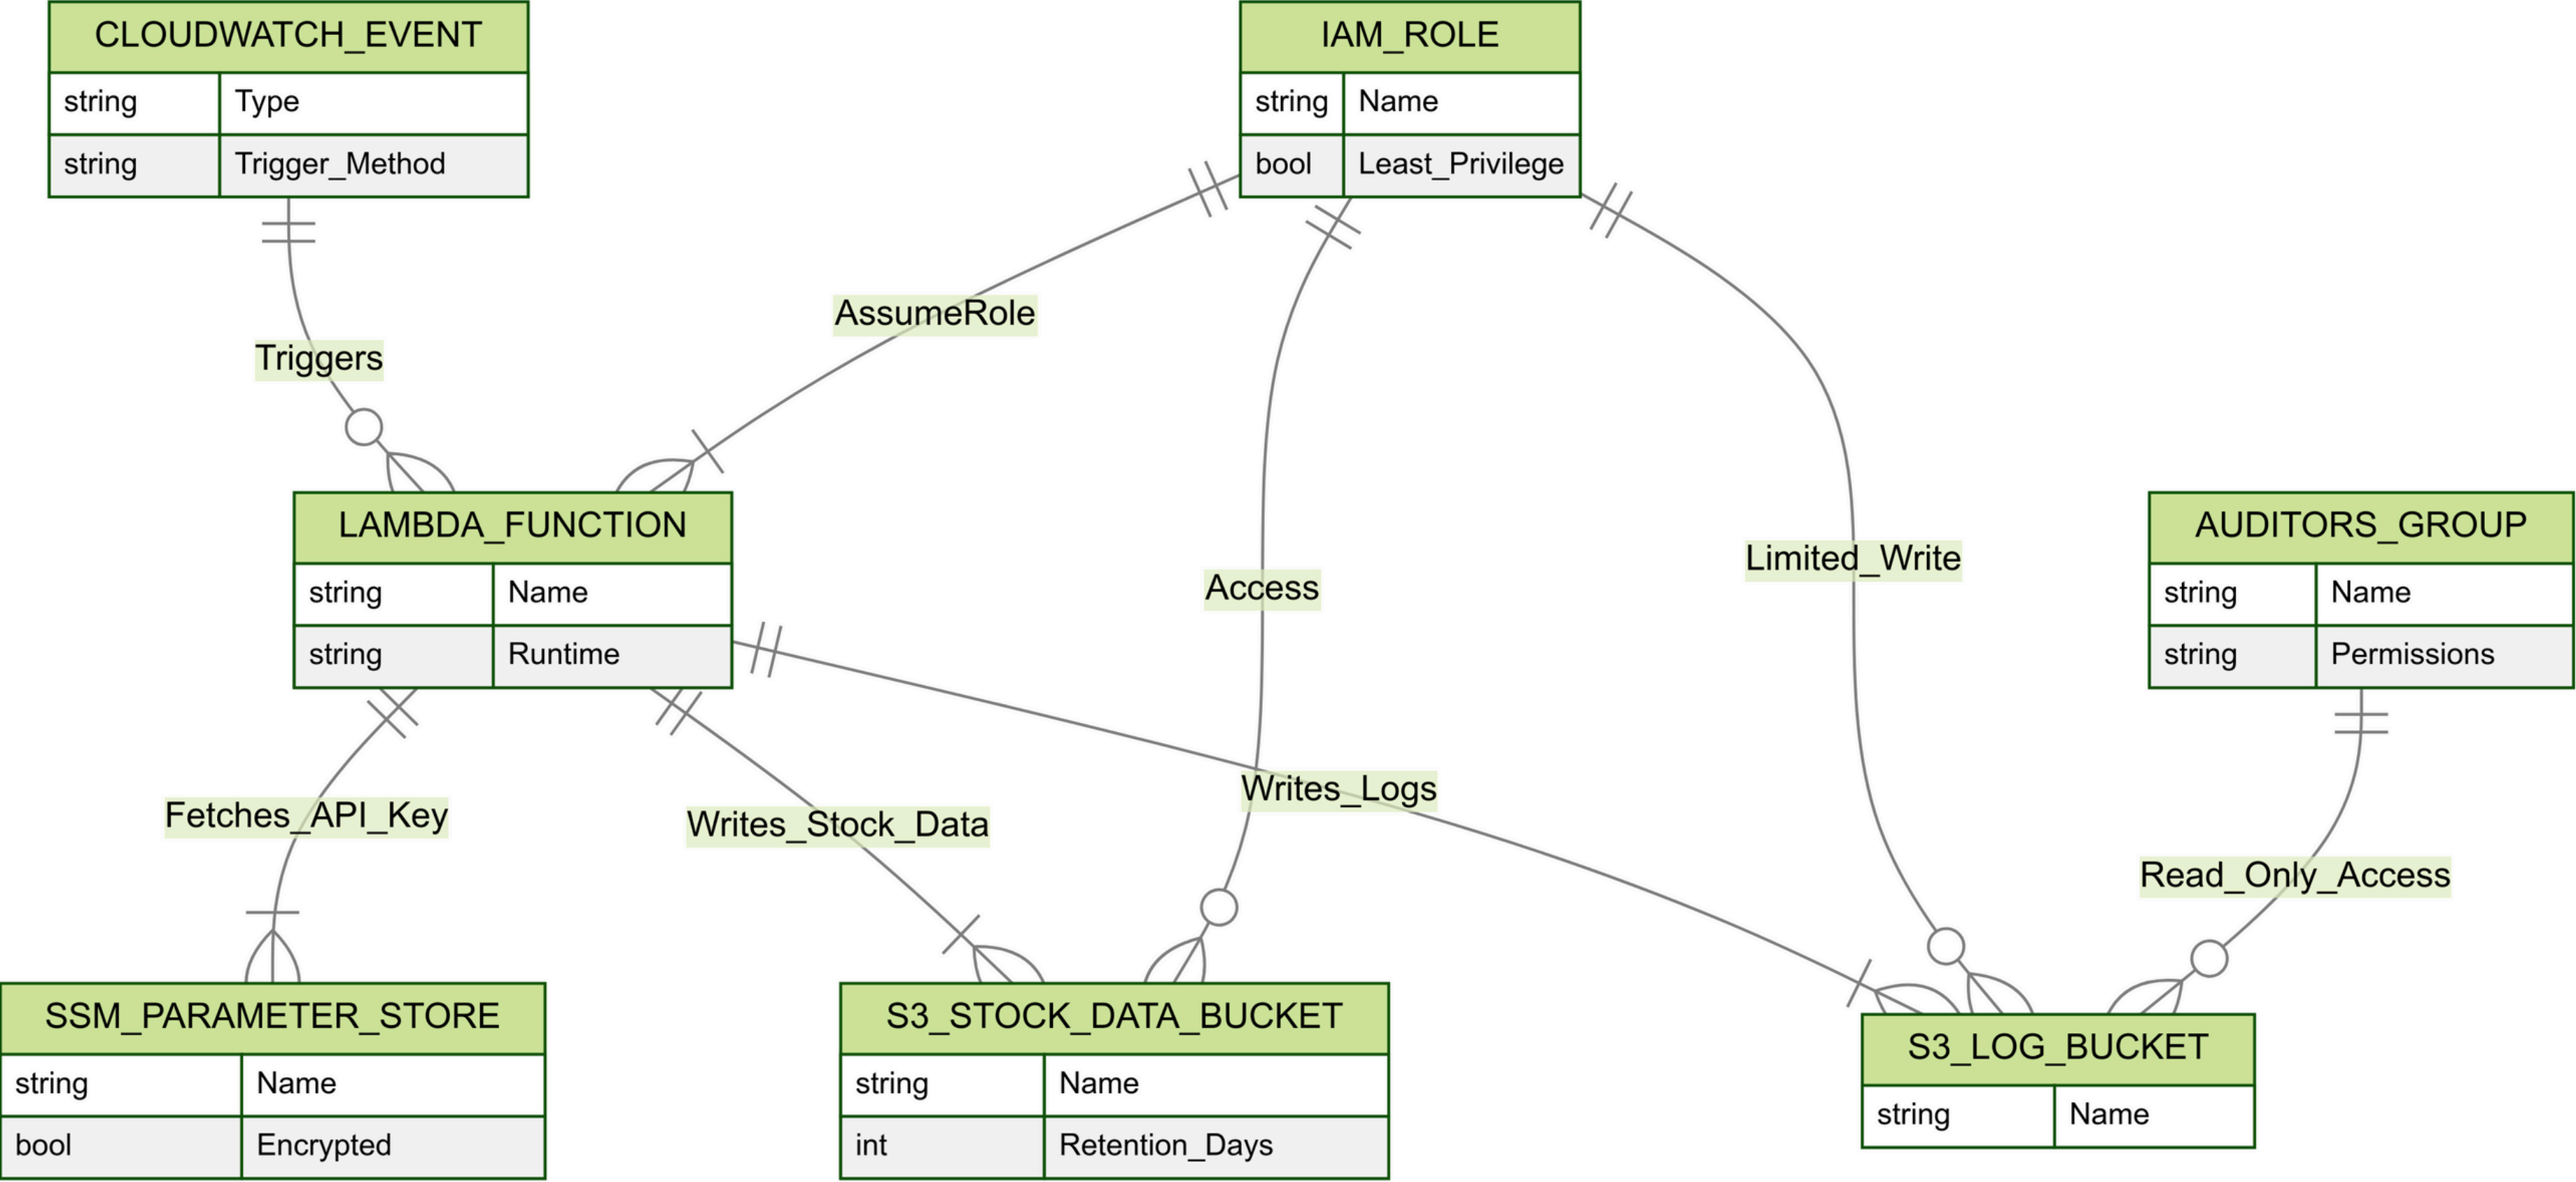 CLOUDWATCH_EVENT
string Type
string Trigger_Method
IAM_ROLE
string Name
bool Least_Privilege
AssumeRole
Triggers
LAMBDA_FUNCTION
string Name
string Runtime
Access
Limited_Write
AUDITORS_GROUP
string Name
string Permissions
Fetches_API_Key
Writes_Stock_Data
Writes_Logs
Read_Only_Access
SSM_PARAMETER_STORE
string Name
bool Encrypted
S3_STOCK_DATA_BUCKET
string Name
int Retention_Days
S3_LOG_BUCKET
string Name